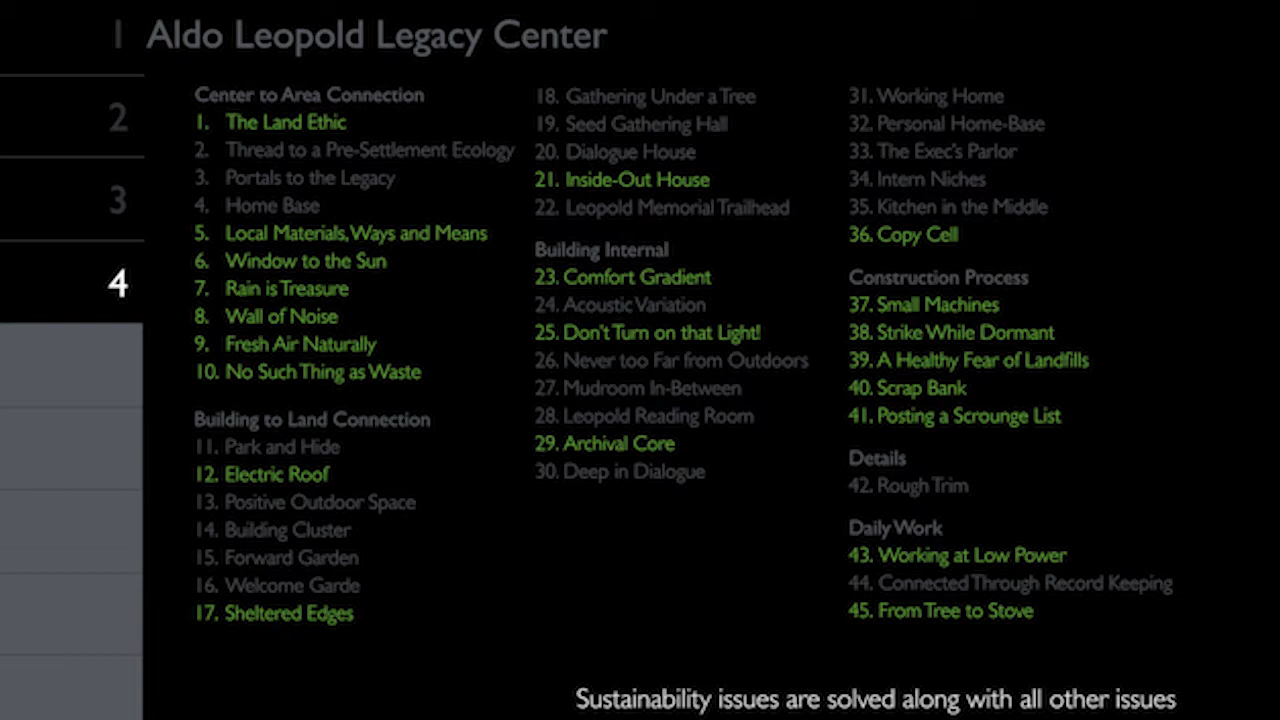 1 Aldo Leopold Legacy Center
2
3
4
Center to Area Connection
1. The Land Ethic
2. Thread to a Pre-Settlement Ecology
3. Portals to the Legacy
4. Home Base
5. Local Materials, Ways and Means
6. Window to the Sun
7. Rain is Treasure
8. Wall of Noise
9. Fresh Air Naturally
10. No Such Thing as Waste
Building to Land Connection
11. Park and Hide
12. Electric Roof
13. Positive Outdoor Space
14. Building Cluster
15. Forward Garden
16. Welcome Garde
17. Sheltered Edges
18. Gathering Under a Tree
19. Seed Gathering Hall
20. Dialogue House
21. Inside-Out House
22. Leopold Memorial Trailhead
Building Internal
23. Comfort Gradient
24. Acoustic Variation
25. Don't Turn on that Light!
26. Never too Far from Outdoors
27. Mudroom In-Between
28. Leopold Reading Room
29. Archival Core
30. Deep in Dialogue
31. Working Home
32. Personal Home-Base
33. The Exec's Parlor
34. Intern Niches
35. Kitchen in the Middle
36. Copy Cell
Construction Process
37. Small Machines
38. Strike While Dormant
39. A Healthy Fear of Landfills
40. Scrap Bank
41. Posting a Scrounge List
Details
42. Rough Trim
Daily Work
43. Working at Low Power
44. Connected Through Record Keeping
45. From Tree to Stove
Sustainability issues are solved along with all other issues